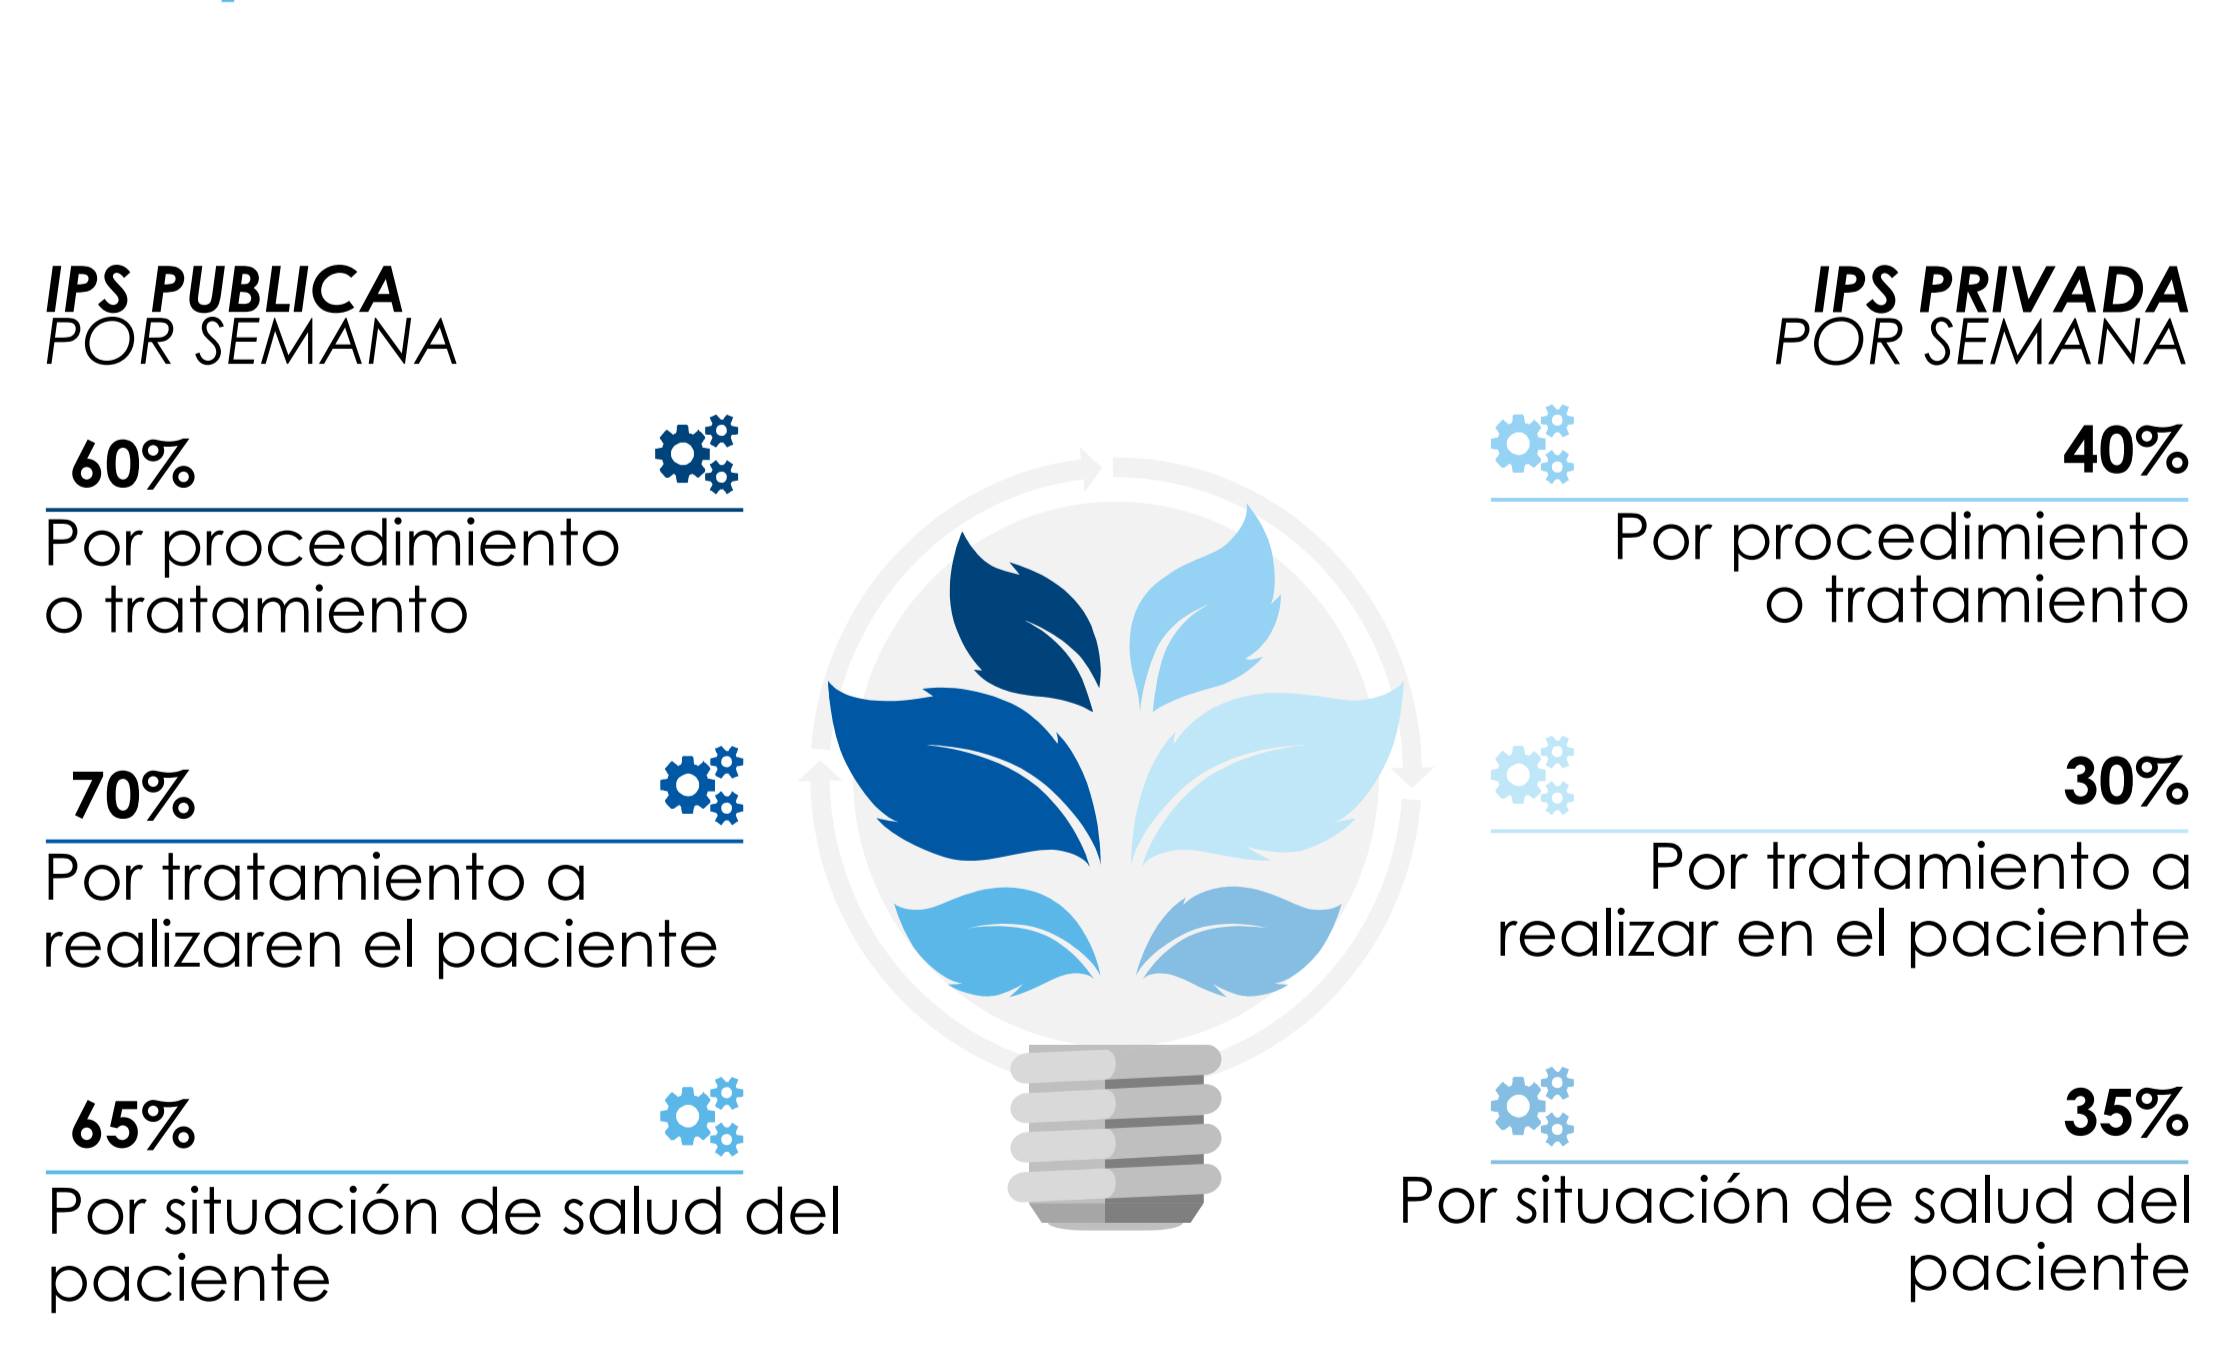 IPS PUBLICA
POR SEMANA
60%
Por procedimiento
o tratamiento
70%
Por tratamiento a
realizaren el paciente
65%
Por situación de salud del
paciente
IPS PRIVADA
POR SEMANA
40%
Por procedimiento
o tratamiento
30%
Por tratamiento a
realizar en el paciente
35%
Por situación de salud del
paciente